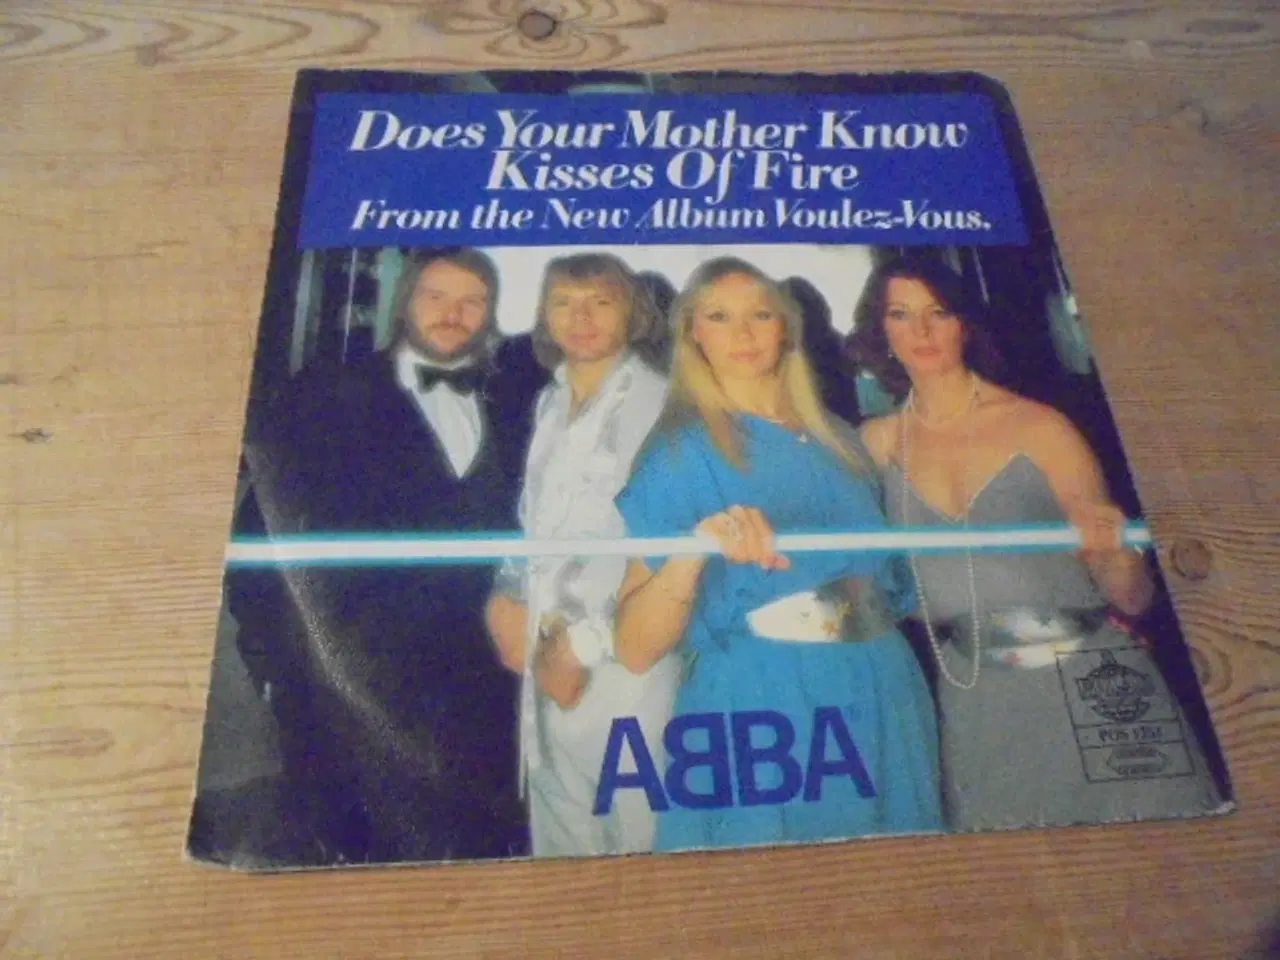 Does Your Mother Know
Kisses Of Fire
From the New Album Voulez-Vous.
ABBA